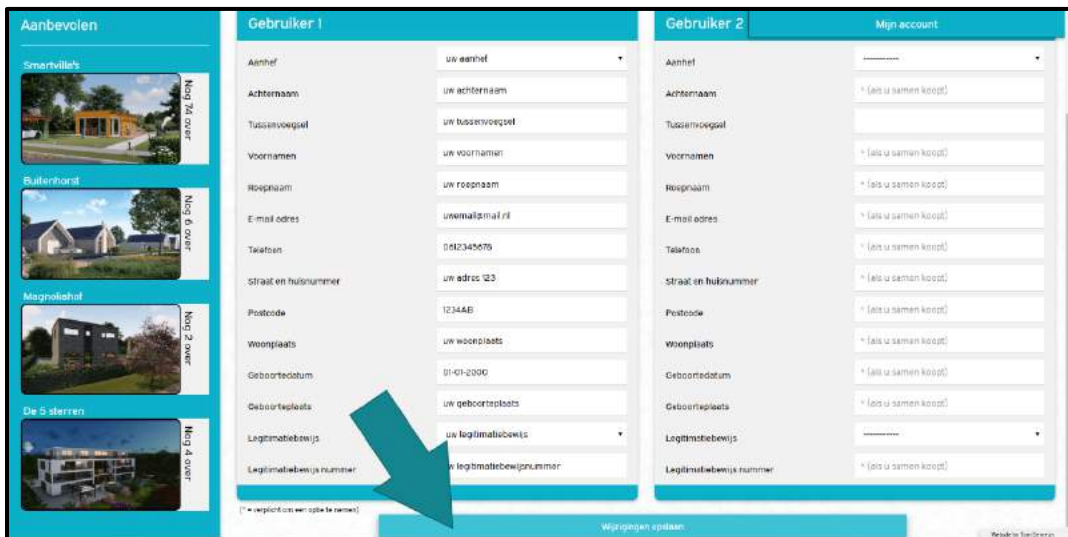 Aanbevolen
Smartville's
Nog 74 over
Buitenhorst
Nog 6 over
Magnoliahof
Nog 2 over
De 5 sterren
Nog 4 over
Gebruiker 1
Aanhef uw aanhef
Achternaam uw achternaam
Tussenvoegsel uw tussenvoegsel
Voornamen uw voornamen
Roepnaam uw roepnaam
E-mail adres uwemail@mail.nl
Telefoon 0612345678
Straat en huisnummer uw adres 123
Postcode 1234AB
Woonplaats uw woonplaats
Geboortedatum 01-01-2000
Geboorteplaats uw geboorteplaats
Legitimatiebewijs uw legitimatiebewijs
Legitimatiebewijs nummer uw legitimatiebewijsnummer
Gebruiker 2
Mijn account
Aanhef -----------
Achternaam * (als u samen koopt)
Tussenvoegsel
Voornamen * (als u samen koopt)
Roepnaam * (als u samen koopt)
E-mail adres * (als u samen koopt)
Telefoon * (als u samen koopt)
Straat en huisnummer * (als u samen koopt)
Postcode * (als u samen koopt)
Woonplaats * (als u samen koopt)
Geboortedatum * (als u samen koopt)
Geboorteplaats * (als u samen koopt)
Legitimatiebewijs -----------
Legitimatiebewijs nummer * (als u samen koopt)
(* = verplicht om een optie te nemen)
Wijzigingen opslaan
Website by